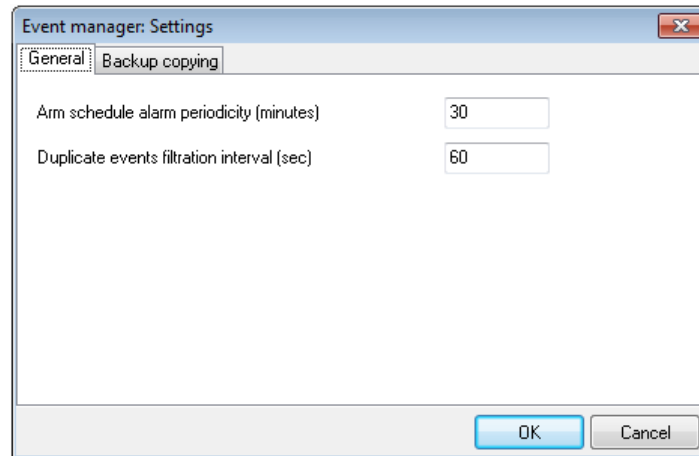 Event manager: Settings
General Backup copying
Arm schedule alarm periodicity (minutes) 30
Duplicate events filtration interval (sec) 60
OK Cancel